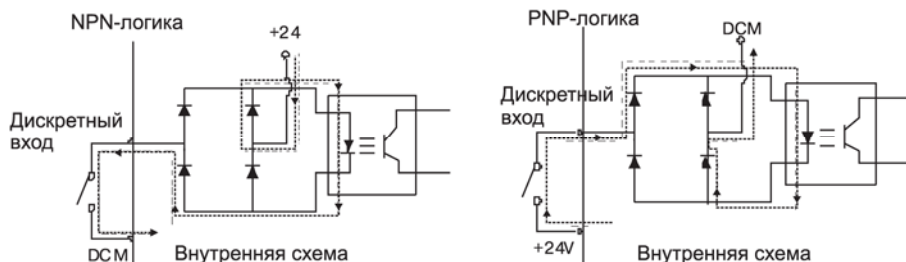 NPN-логика
+24
Дискретный
вход
DCM
Внутренняя схема
PNP-логика
DCM
Дискретный
вход
+24V
Внутренняя схема